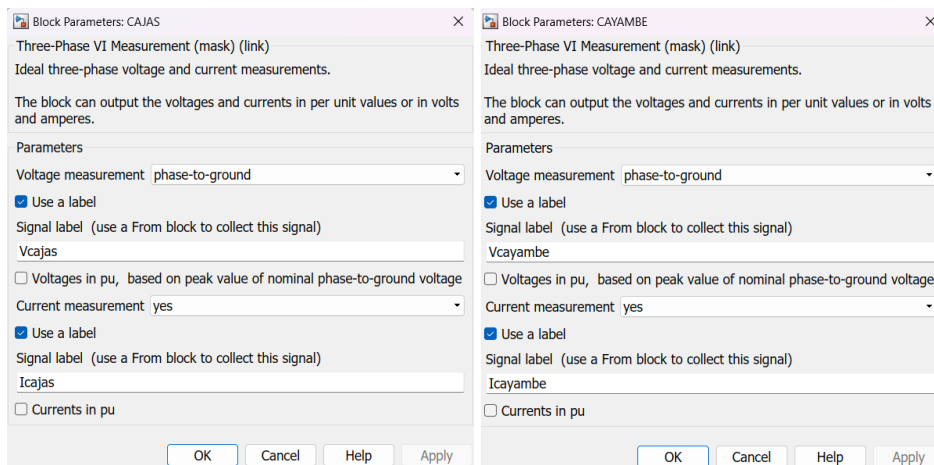 Block Parameters: CAJAS
Three-Phase VI Measurement (mask) (link)
Ideal three-phase voltage and current measurements.
The block can output the voltages and currents in per unit values or in volts
and amperes.
Parameters
Voltage measurement phase-to-ground
Use a label
Signal label (use a From block to collect this signal)
Vcajas
Voltages in pu, based on peak value of nominal phase-to-ground voltage
Current measurement yes
Use a label
Signal label (use a From block to collect this signal)
Icajas
Currents in pu
OK Cancel Help Apply
Block Parameters: CAYAMBE
Three-Phase VI Measurement (mask) (link)
Ideal three-phase voltage and current measurements.
The block can output the voltages and currents in per unit values or in volts
and amperes.
Parameters
Voltage measurement phase-to-ground
Use a label
Signal label (use a From block to collect this signal)
Vcayambe
Voltages in pu, based on peak value of nominal phase-to-ground voltage
Current measurement yes
Use a label
Signal label (use a From block to collect this signal)
Icayambe
Currents in pu
OK Cancel Help Apply